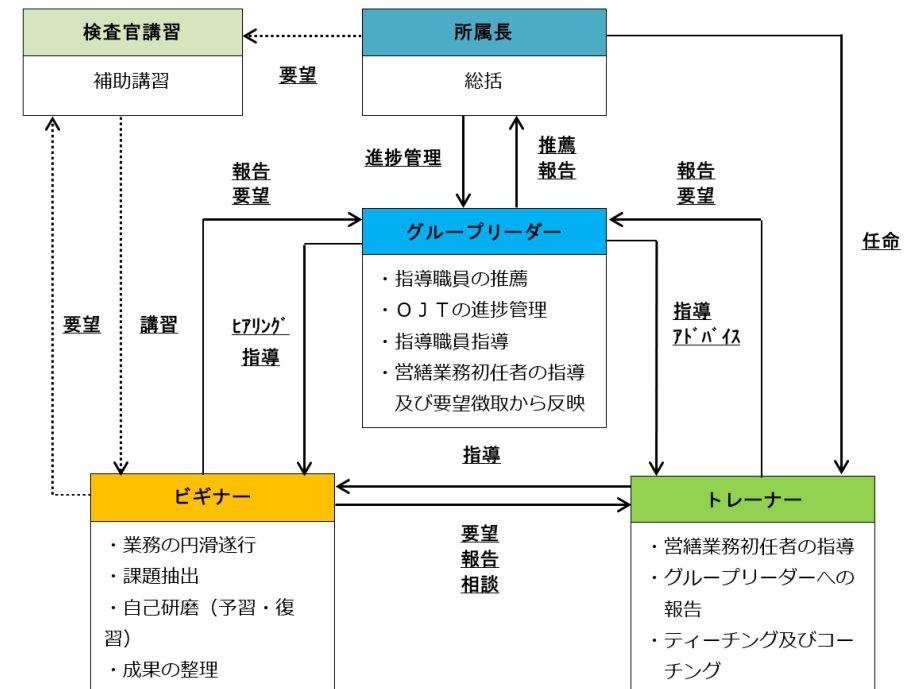 検査官講習
所属長
補助講習
総括
要望
進捗管理
推薦
報告
報告
要望
報告
要望
任命
グループリーダー
・指導職員の推薦
・ＯＪＴの進捗管理
・指導職員指導
・営繕業務初任者の指導
及び要望徴取から反映
要望
講習
ﾋｱﾘﾝｸﾞ
指導
指導
ｱﾄﾞﾊﾞｲｽ
指導
要望
報告
相談
ビギナー
・業務の円滑遂行
・課題抽出
・自己研磨（予習・復
習）
・成果の整理
トレーナー
・営繕業務初任者の指導
・グループリーダーへの
報告
・ティーチング及びコー
チング